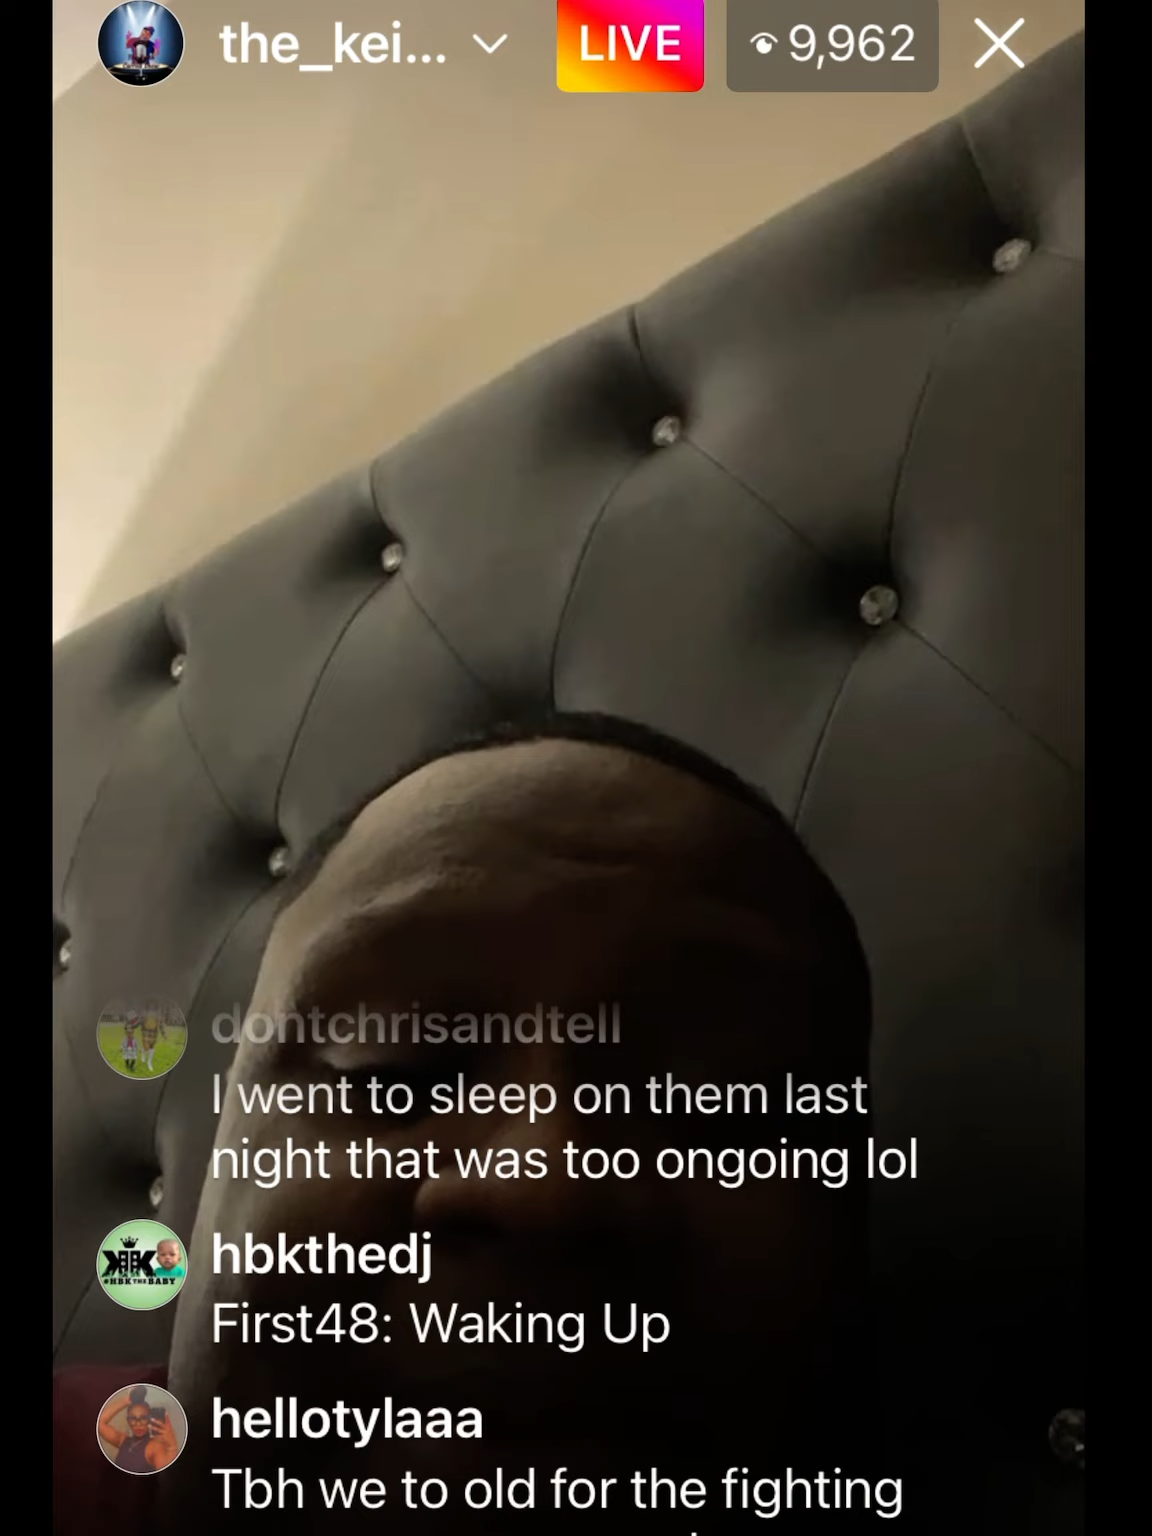 the_kei...
LIVE
9,962
dontchrisandtell
I went to sleep on them last
night that was too ongoing lol
#HBKTHEBABY
hbkthedj
First48: Waking Up
hellotylaaa
Tbh we to old for the fighting